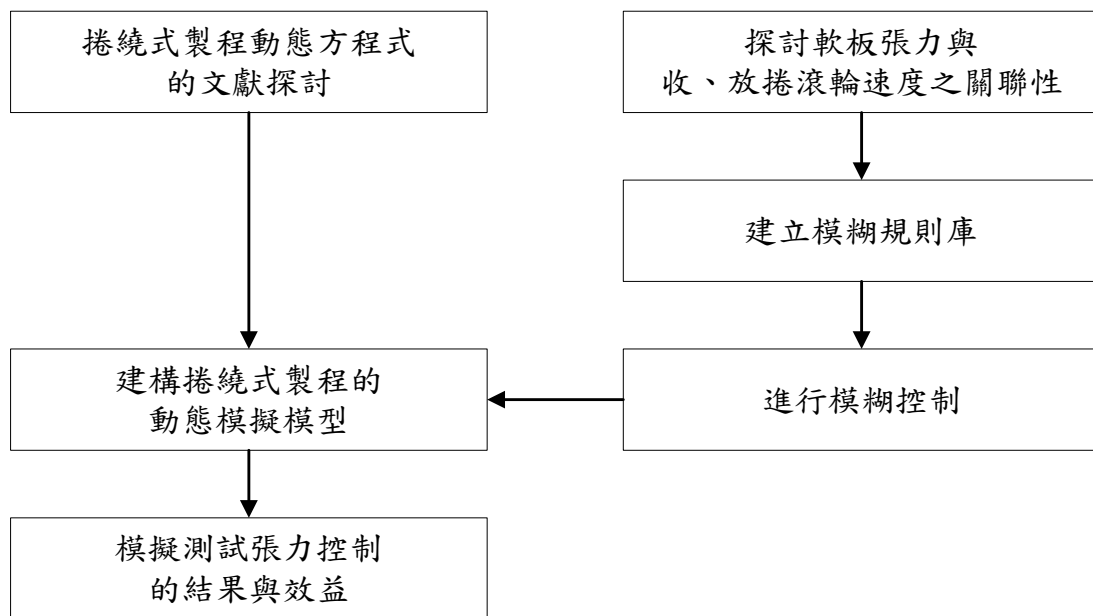 捲繞式製程動態方程式
的文獻探討
探討軟板張力與
收、放捲滾輪速度之關聯性
建立模糊規則庫
建構捲繞式製程的
動態模擬模型
進行模糊控制
模擬測試張力控制
的結果與效益